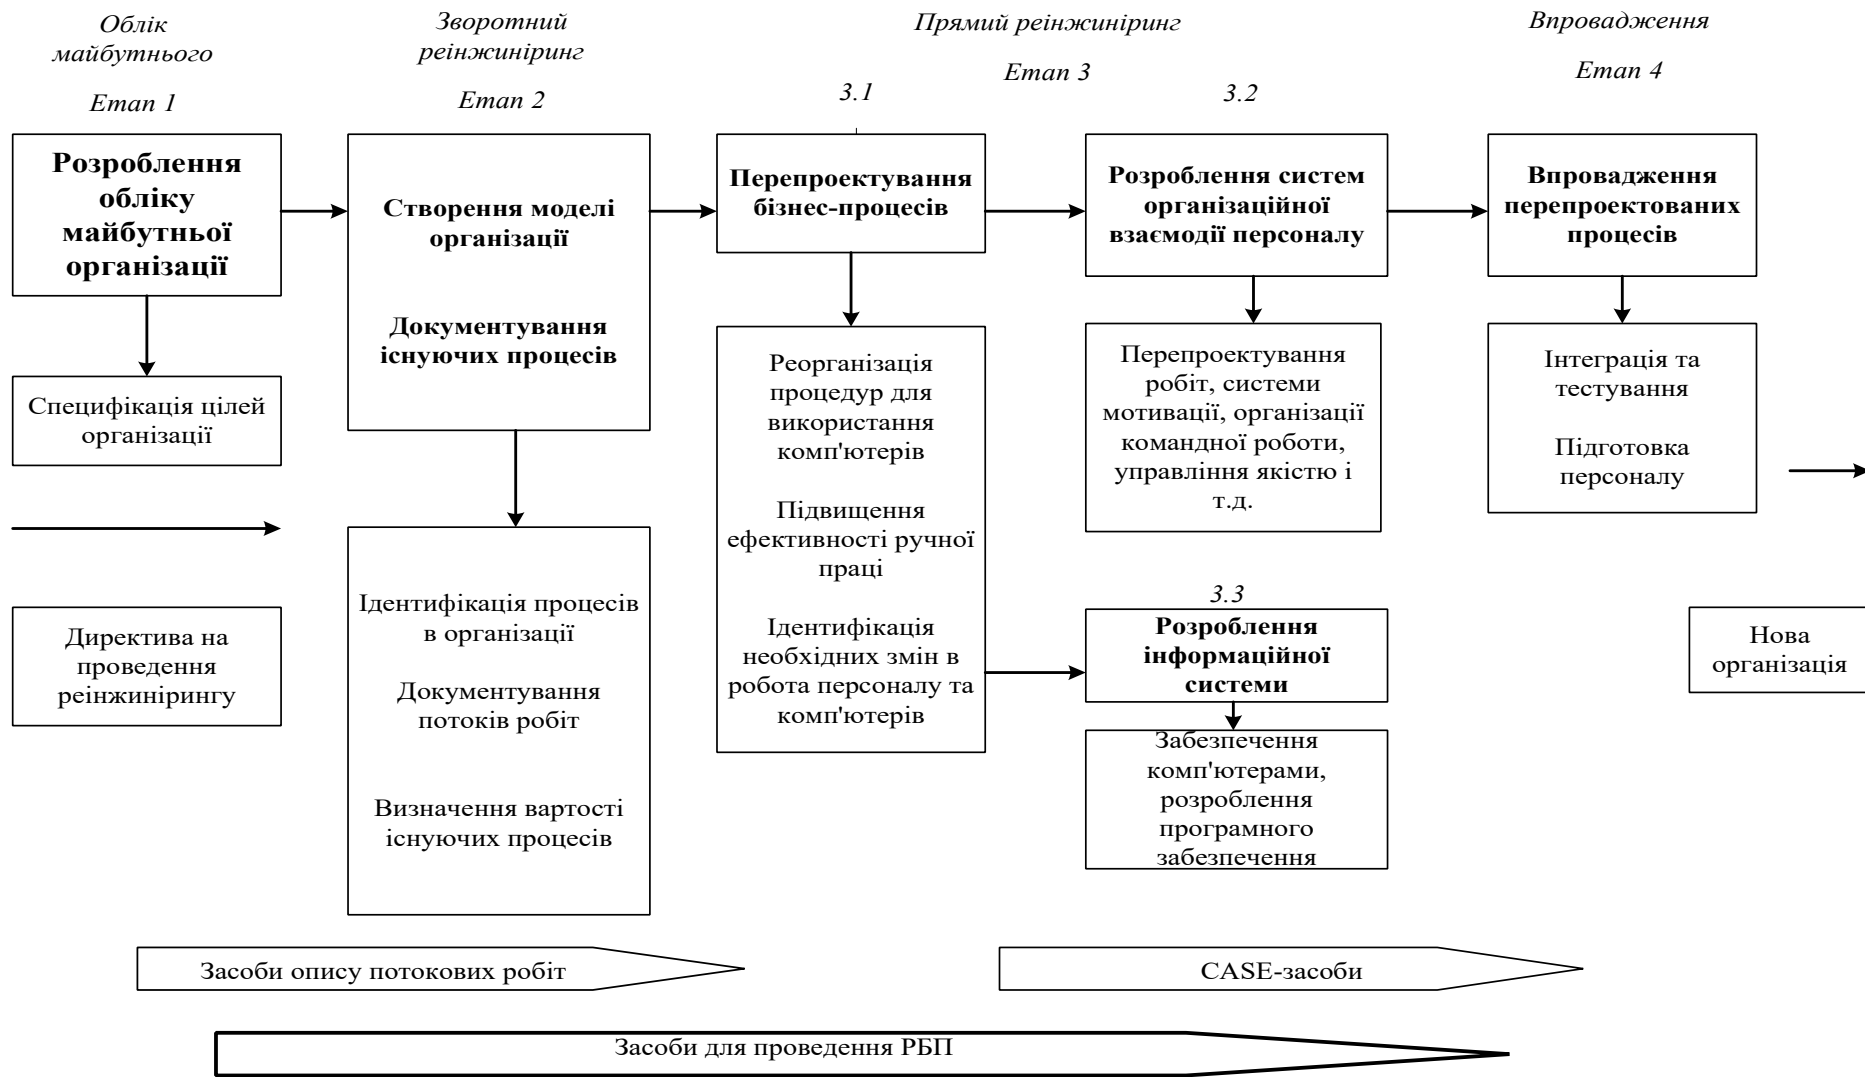 Облік
майбутнього
Етап 1
Зворотний
реінжиніринг
Етап 2
Прямий реінжиніринг
Етап 3
3.1
3.2
Впровадження
Етап 4
Розроблення
обліку
майбутньої
організації
Створення моделі
організації
Документування
існуючих процесів
Перепроектування
бізнес-процесів
Розроблення систем
організаційної
взаємодії персоналу
Впровадження
перепроектованих
процесів
Специфікація цілей
організації
Директива на
проведення
реінжинірингу
Ідентифікація процесів
в організації
Документування
потоків робіт
Визначення вартості
існуючих процесів
Реорганізація
процедур для
використання
комп'ютерів
Підвищення
ефективності ручної
праці
Ідентифікація
необхідних змін в
робота персоналу та
комп'ютерів
Перепроектування
робіт, системи
мотивації, організації
командної роботи,
управління якістю і
т.д.
3.3
Розроблення
інформаційної
системи
Забезпечення
комп'ютерами,
розроблення
програмного
забезпечення
Інтеграція та
тестування
Підготовка
персоналу
Нова
організація
Засоби опису потокових робіт
CASE-засоби
Засоби для проведення РБП